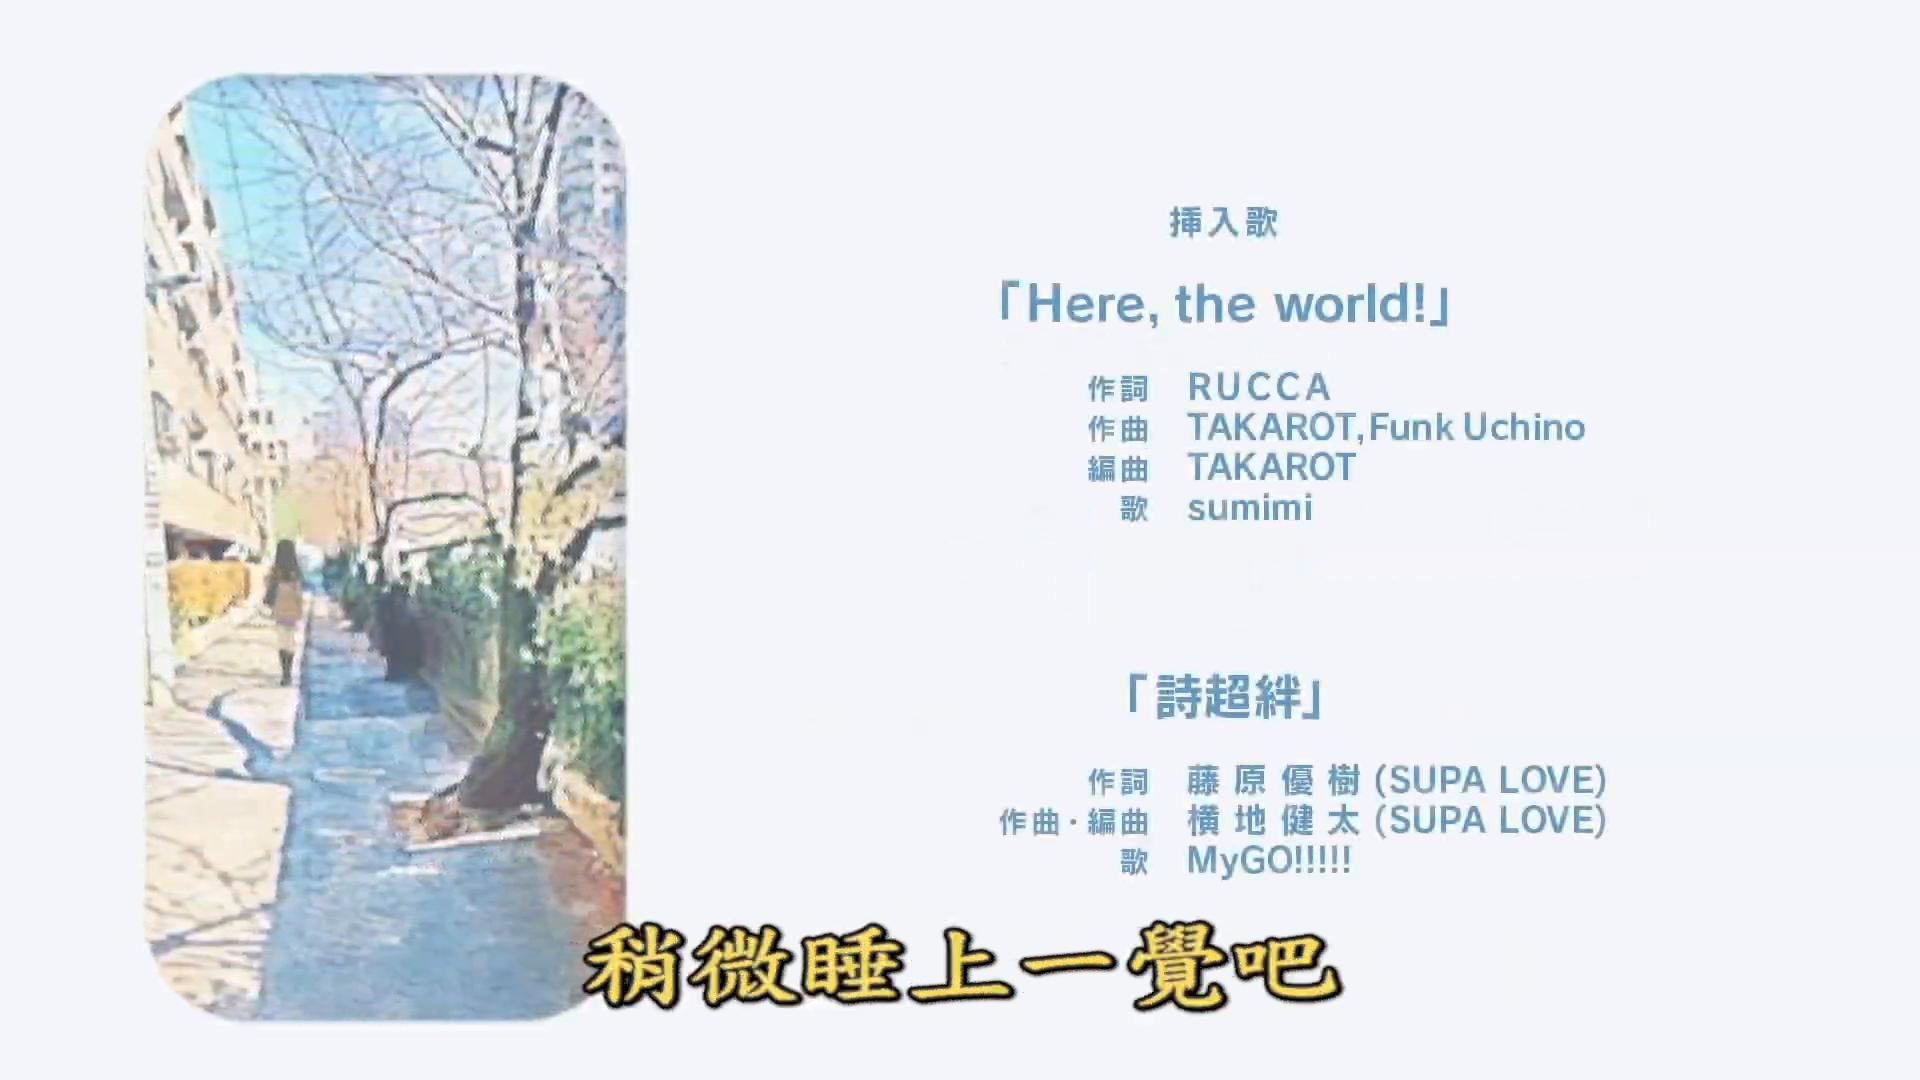 挿入歌
「Here, the world!」
作詞 RUCCA
作曲 TAKAROT, Funk Uchino
編曲 TAKAROT
歌 sumimi
「詩超絆」
作詞 藤原優樹 (SUPA LOVE)
作曲・編曲 横地健太 (SUPA LOVE)
歌 MyGO!!!!!
稍微睡上一覺吧